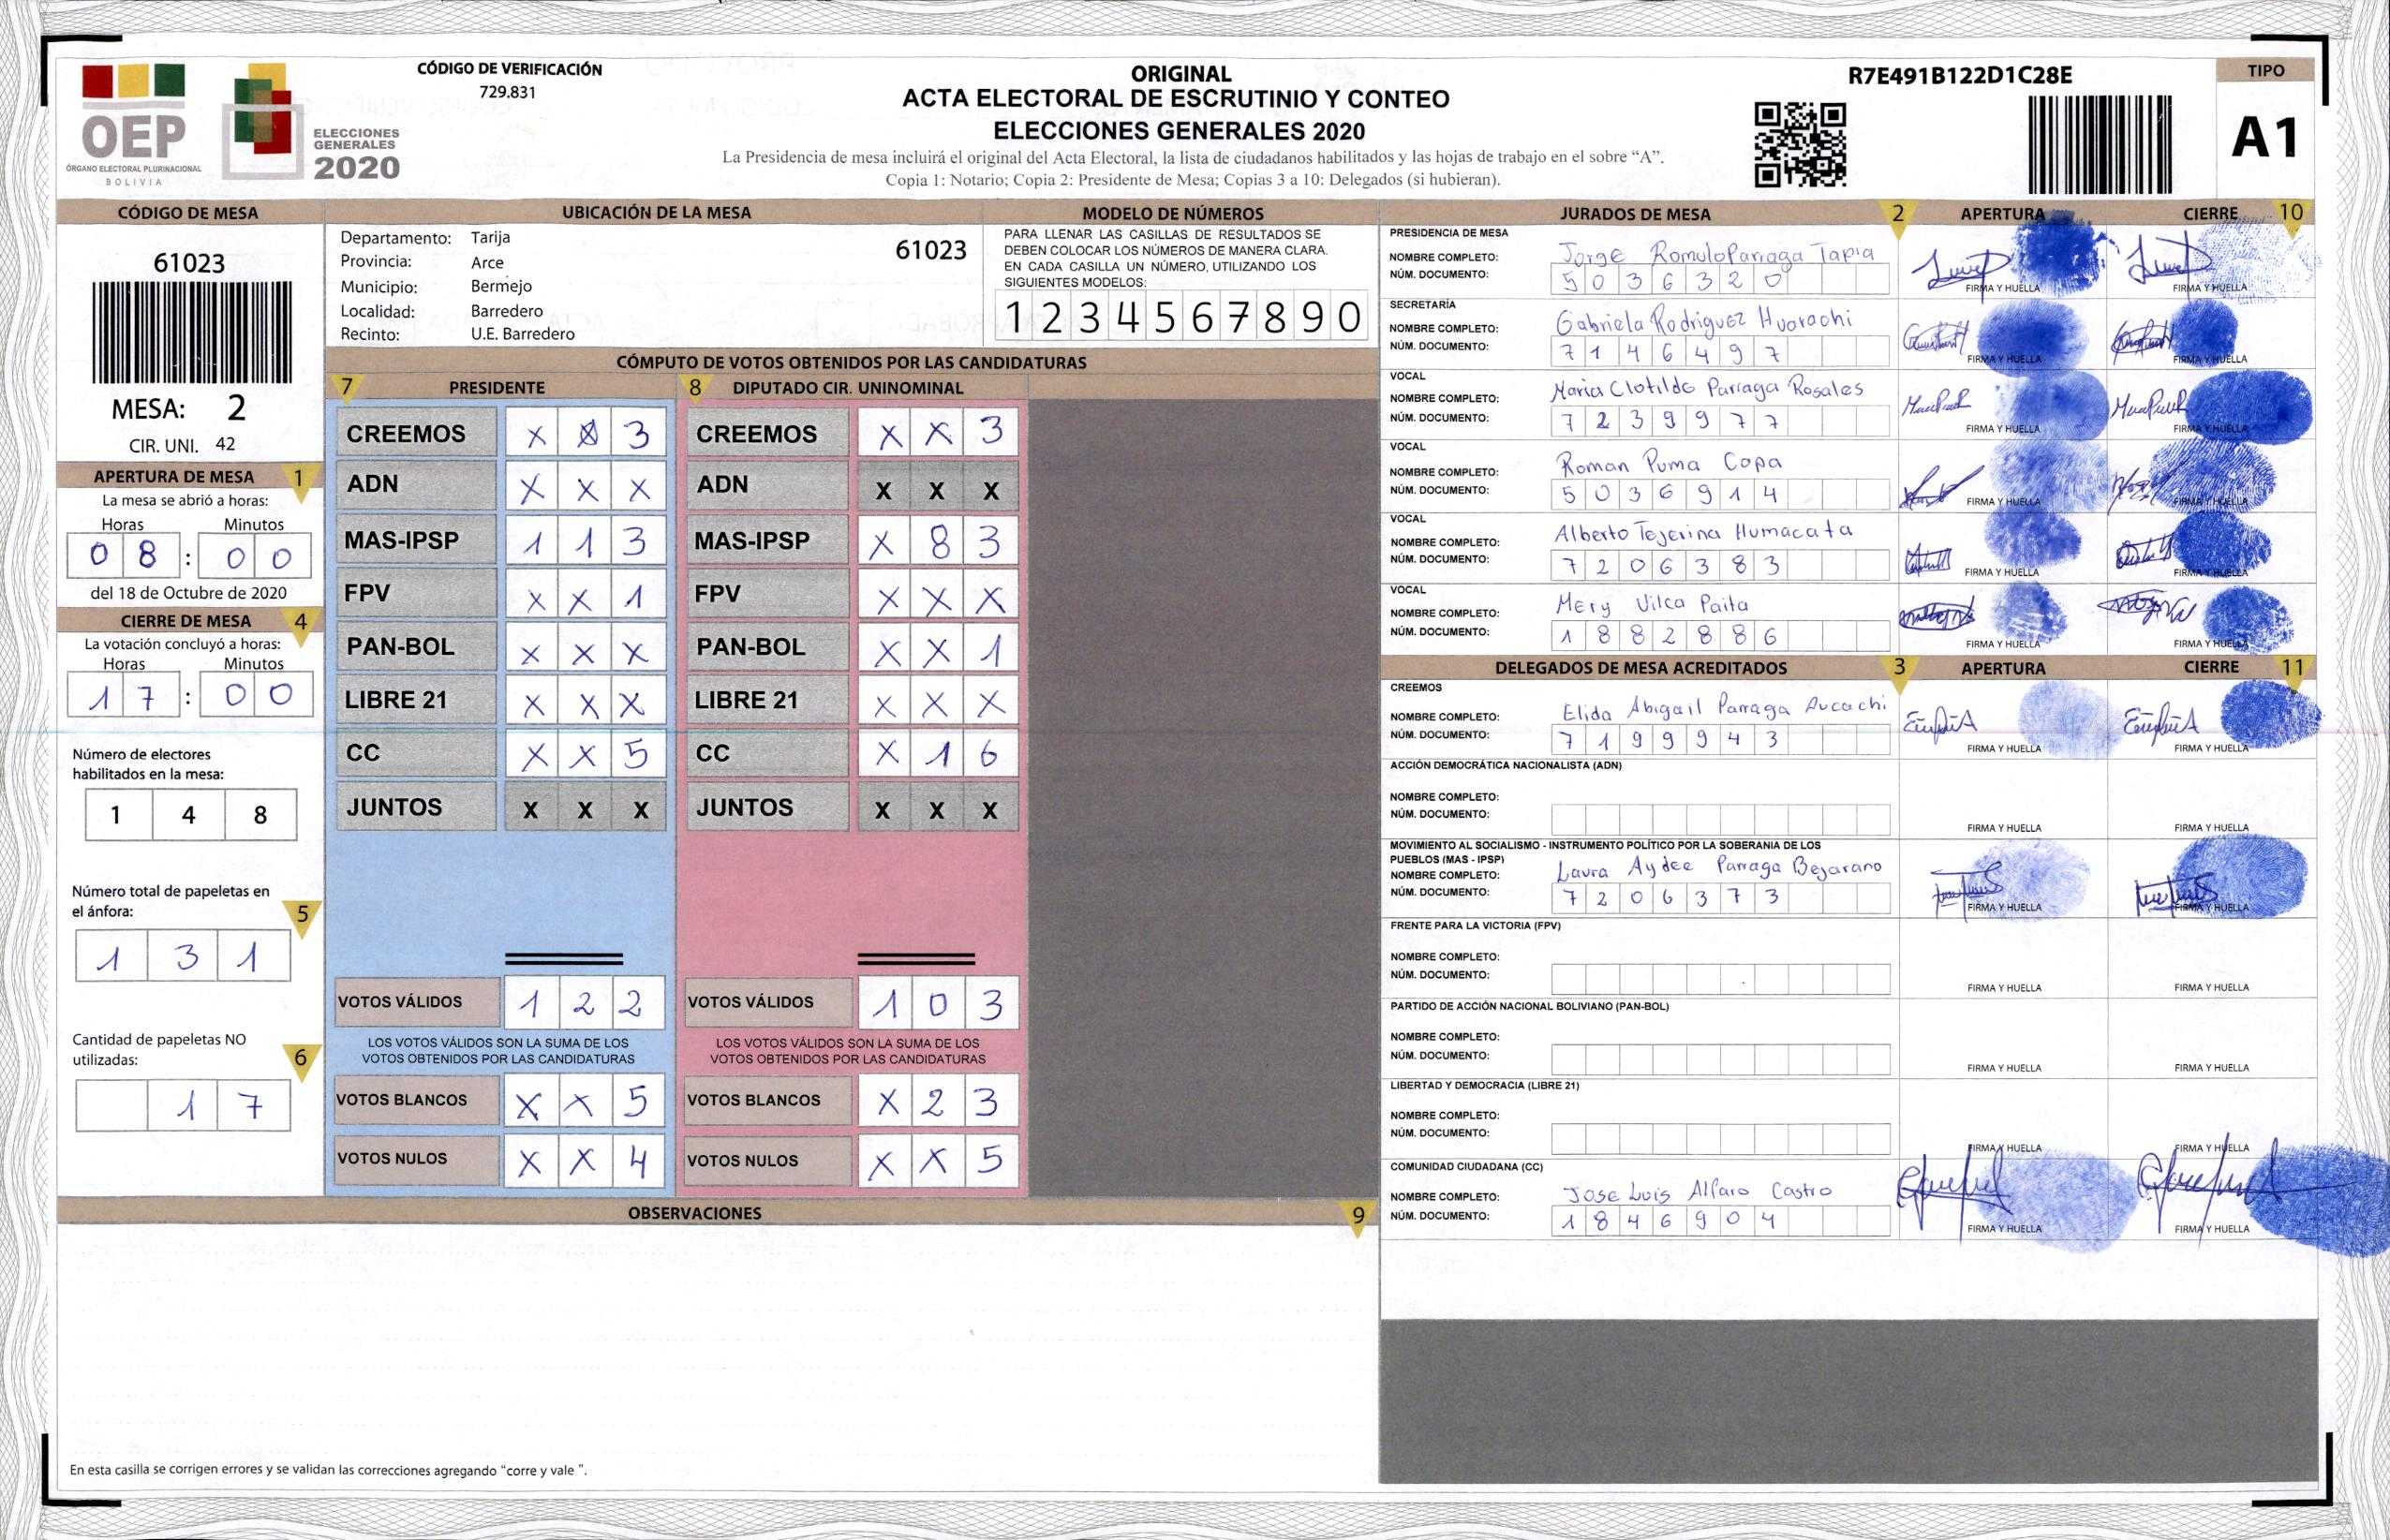 CÓDIGO DE VERIFICACIÓN
729.831
OEP
ÓRGANO ELECTORAL PLURINACIONAL
BOLIVIA
ELECCIONES
GENERALES
2020
ORIGINAL
ACTA ELECTORAL DE ESCRUTINIO Y CONTEO
ELECCIONES GENERALES 2020
La Presidencia de mesa incluirá el original del Acta Electoral, la lista de ciudadanos habilitados y las hojas de trabajo en el sobre “A”.
Copia 1: Notario; Copia 2: Presidente de Mesa; Copias 3 a 10: Delegados (si hubieran).
R7E491B122D1C28E
TIPO
A1
CÓDIGO DE MESA
61023
MESA: 2
CIR. UNI. 42
APERTURA DE MESA 1
La mesa se abrió a horas:
Horas Minutos
0 8 : 0 0
del 18 de Octubre de 2020
CIERRE DE MESA 4
La votación concluyó a horas:
Horas Minutos
1 7 : 0 0
Número de electores
habilitados en la mesa:
1 4 8
Número total de papeletas en
el ánfora: 5
1 3 1
Cantidad de papeletas NO
utilizadas: 6
1 7
UBICACIÓN DE LA MESA
Departamento: Tarija
61023
Provincia: Arce
Municipio: Bermejo
Localidad: Barredero
Recinto: U.E. Barredero
MODELO DE NÚMEROS
PARA LLENAR LAS CASILLAS DE RESULTADOS SE
DEBEN COLOCAR LOS NÚMEROS DE MANERA CLARA.
EN CADA CASILLA UN NÚMERO, UTILIZANDO LOS
SIGUIENTES MODELOS:
1 2 3 4 5 6 7 8 9 0
CÓMPUTO DE VOTOS OBTENIDOS POR LAS CANDIDATURAS
7 PRESIDENTE
CREEMOS X 3
ADN X X X
MAS-IPSP 1 1 3
FPV X X 1
PAN-BOL X X X
LIBRE 21 X X X
CC X X 5
JUNTOS X X X
VOTOS VÁLIDOS 1 2 2
LOS VOTOS VÁLIDOS SON LA SUMA DE LOS
VOTOS OBTENIDOS POR LAS CANDIDATURAS
VOTOS BLANCOS X X 5
VOTOS NULOS X X 4
8 DIPUTADO CIR. UNINOMINAL
CREEMOS X X 3
ADN X X X
MAS-IPSP X 8 3
FPV X X X
PAN-BOL X X 1
LIBRE 21 X X X
CC X 1 6
JUNTOS X X X
VOTOS VÁLIDOS 1 0 3
LOS VOTOS VÁLIDOS SON LA SUMA DE LOS
VOTOS OBTENIDOS POR LAS CANDIDATURAS
VOTOS BLANCOS X 2 3
VOTOS NULOS X X 5
OBSERVACIONES 9
En esta casilla se corrigen errores y se validan las correcciones agregando “corre y vale ”.
JURADOS DE MESA 2 APERTURA CIERRE 10
PRESIDENCIA DE MESA
NOMBRE COMPLETO: Jorge Romulo Parraga Tapia
NÚM. DOCUMENTO: 5 0 3 6 3 2 0
FIRMA Y HUELLA FIRMA Y HUELLA
SECRETARÍA
NOMBRE COMPLETO: Gabriela Rodriguez Huarachi
NÚM. DOCUMENTO: 7 1 4 6 4 9 7
FIRMA Y HUELLA FIRMA Y HUELLA
VOCAL
NOMBRE COMPLETO: Maria Clotilde Parraga Rosales
NÚM. DOCUMENTO: 7 2 3 9 9 7 7
FIRMA Y HUELLA FIRMA Y HUELLA
VOCAL
NOMBRE COMPLETO: Roman Puma Copa
NÚM. DOCUMENTO: 5 0 3 6 9 1 4
FIRMA Y HUELLA FIRMA Y HUELLA
VOCAL
NOMBRE COMPLETO: Alberto Tejerina Humacata
NÚM. DOCUMENTO: 7 2 0 6 3 8 3
FIRMA Y HUELLA FIRMA Y HUELLA
VOCAL
NOMBRE COMPLETO: Mery Vilca Paita
NÚM. DOCUMENTO: 1 8 8 2 8 8 6
FIRMA Y HUELLA FIRMA Y HUELLA
DELEGADOS DE MESA ACREDITADOS 3 APERTURA CIERRE 11
CREEMOS
NOMBRE COMPLETO: Elida Abigail Parraga Aucachi
NÚM. DOCUMENTO: 7 1 9 9 9 4 3
FIRMA Y HUELLA FIRMA Y HUELLA
ACCIÓN DEMOCRÁTICA NACIONALISTA (ADN)
NOMBRE COMPLETO:
NÚM. DOCUMENTO:
FIRMA Y HUELLA FIRMA Y HUELLA
MOVIMIENTO AL SOCIALISMO - INSTRUMENTO POLÍTICO POR LA SOBERANIA DE LOS
PUEBLOS (MAS - IPSP)
NOMBRE COMPLETO: Laura Aydee Parraga Bejarano
NÚM. DOCUMENTO: 7 2 0 6 3 7 3
FIRMA Y HUELLA FIRMA Y HUELLA
FRENTE PARA LA VICTORIA (FPV)
NOMBRE COMPLETO:
NÚM. DOCUMENTO:
FIRMA Y HUELLA FIRMA Y HUELLA
PARTIDO DE ACCIÓN NACIONAL BOLIVIANO (PAN-BOL)
NOMBRE COMPLETO:
NÚM. DOCUMENTO:
FIRMA Y HUELLA FIRMA Y HUELLA
LIBERTAD Y DEMOCRACIA (LIBRE 21)
NOMBRE COMPLETO:
NÚM. DOCUMENTO:
FIRMA Y HUELLA FIRMA Y HUELLA
COMUNIDAD CIUDADANA (CC)
NOMBRE COMPLETO: Jose Luis Alfaro Castro
NÚM. DOCUMENTO: 1 8 4 6 9 0 4
FIRMA Y HUELLA FIRMA Y HUELLA